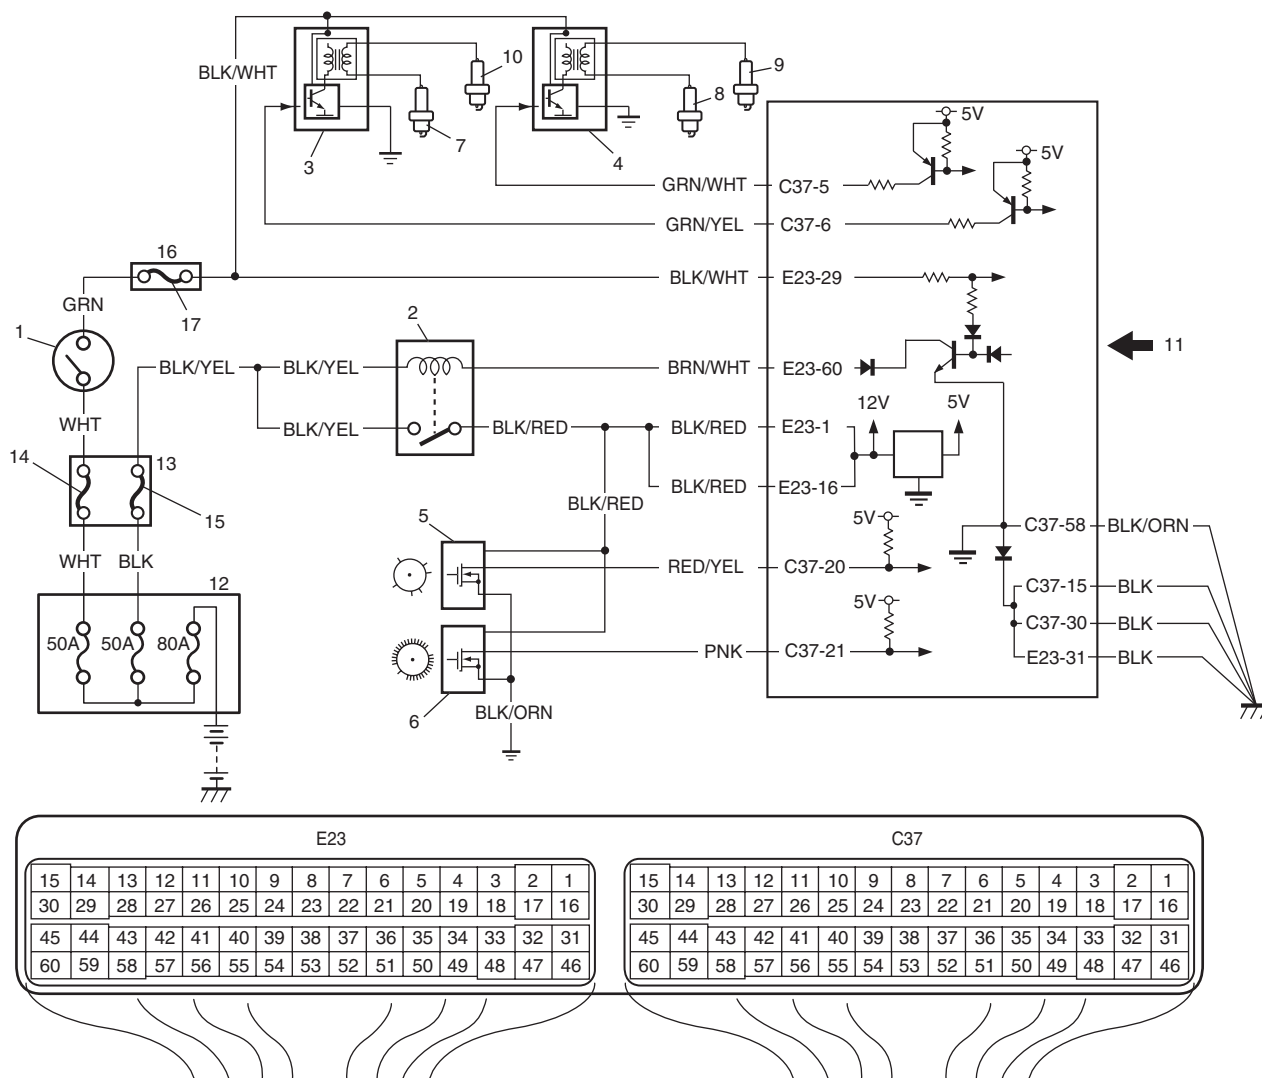 10
9
BLK/WHT
8
7
3
4
5V
5V
GRN/WHT C37-5
GRN/YEL C37-6
16
BLK/WHT E23-29
GRN
17
1
2
11
BLK/YEL BLK/YEL BRN/WHT E23-60
12V 5V
WHT
BLK/YEL BLK/RED BLK/RED E23-1
14 13
BLK/RED E23-16
BLK/RED
15
5 5V C37-58 BLK/ORN
WHT BLK
RED/YEL C37-20
12
C37-15 BLK
5V
C37-30 BLK
50A 50A 80A
PNK C37-21 E23-31 BLK
6 BLK/ORN
E23 C37
15 14 13 12 11 10 9 8 7 6 5 4 3 2 1 15 14 13 12 11 10 9 8 7 6 5 4 3 2 1
30 29 28 27 26 25 24 23 22 21 20 19 18 17 16 30 29 28 27 26 25 24 23 22 21 20 19 18 17 16
45 44 43 42 41 40 39 38 37 36 35 34 33 32 31 45 44 43 42 41 40 39 38 37 36 35 34 33 32 31
60 59 58 57 56 55 54 53 52 51 50 49 48 47 46 60 59 58 57 56 55 54 53 52 51 50 49 48 47 46